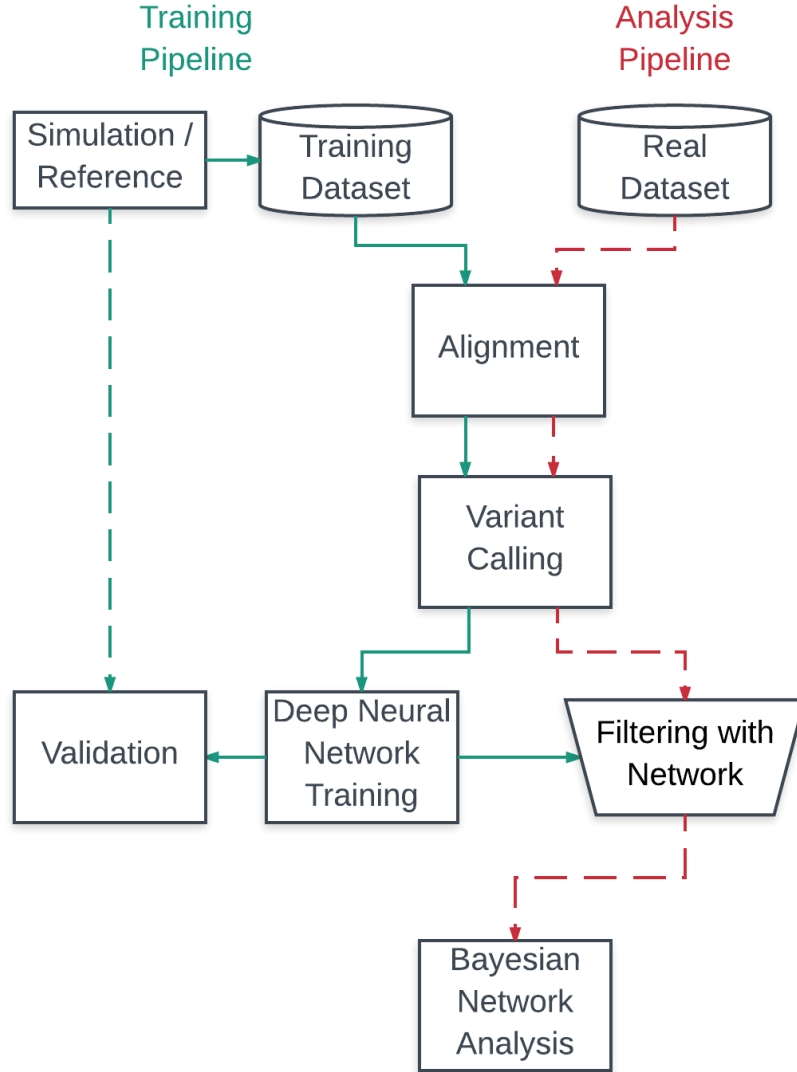 Training
Pipeline
Analysis
Pipeline
Simulation /
Reference
Training
Dataset
Real
Dataset
Alignment
Variant
Calling
Validation
Deep Neural
Network
Training
Filtering with
Network
Bayesian
Network
Analysis